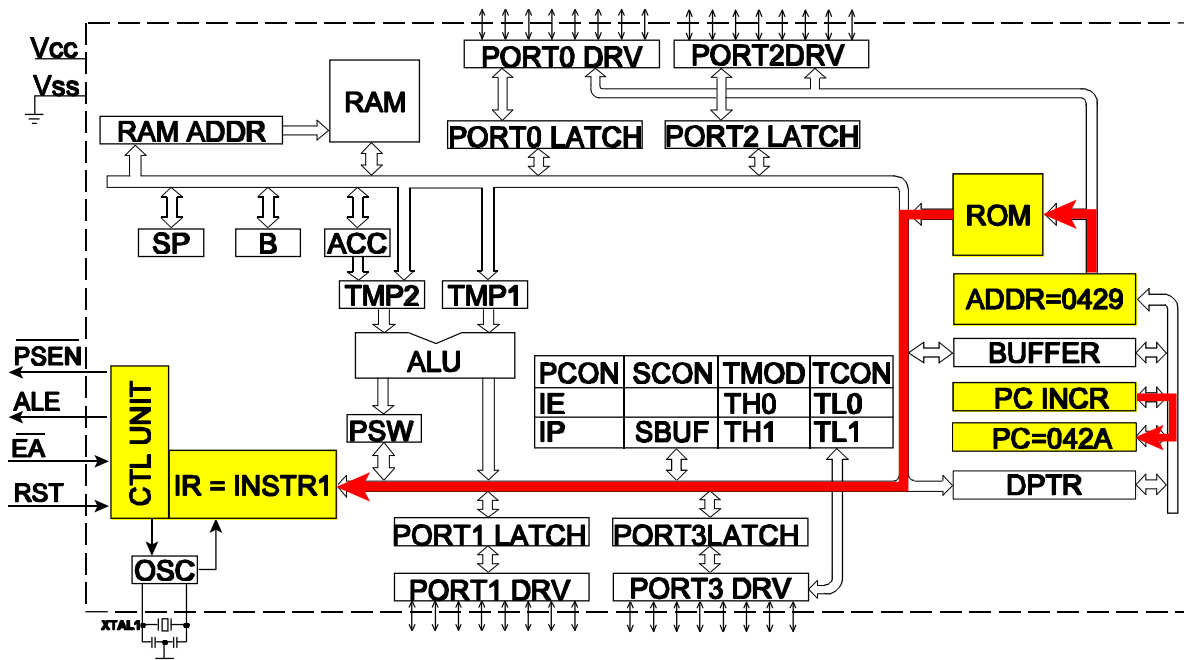 Vcc
Vss
PORT0 DRV
PORT2DRV
RAM
RAM ADDR
PORT0 LATCH
PORT2 LATCH
ROM
SP
B
ACC
TMP2
TMP1
ADDR=0429
ALU
BUFFER
PCON SCON TMOD TCON
IE TH0 TL0
IP SBUF TH1 TL1
PC INCR
PC=042A
DPTR
PSW
PSEN
ALE
EA
RST
CTL UNIT
IR = INSTR1
PORT1 LATCH
PORT3LATCH
OSC
PORT1 DRV
PORT3 DRV
XTAL1